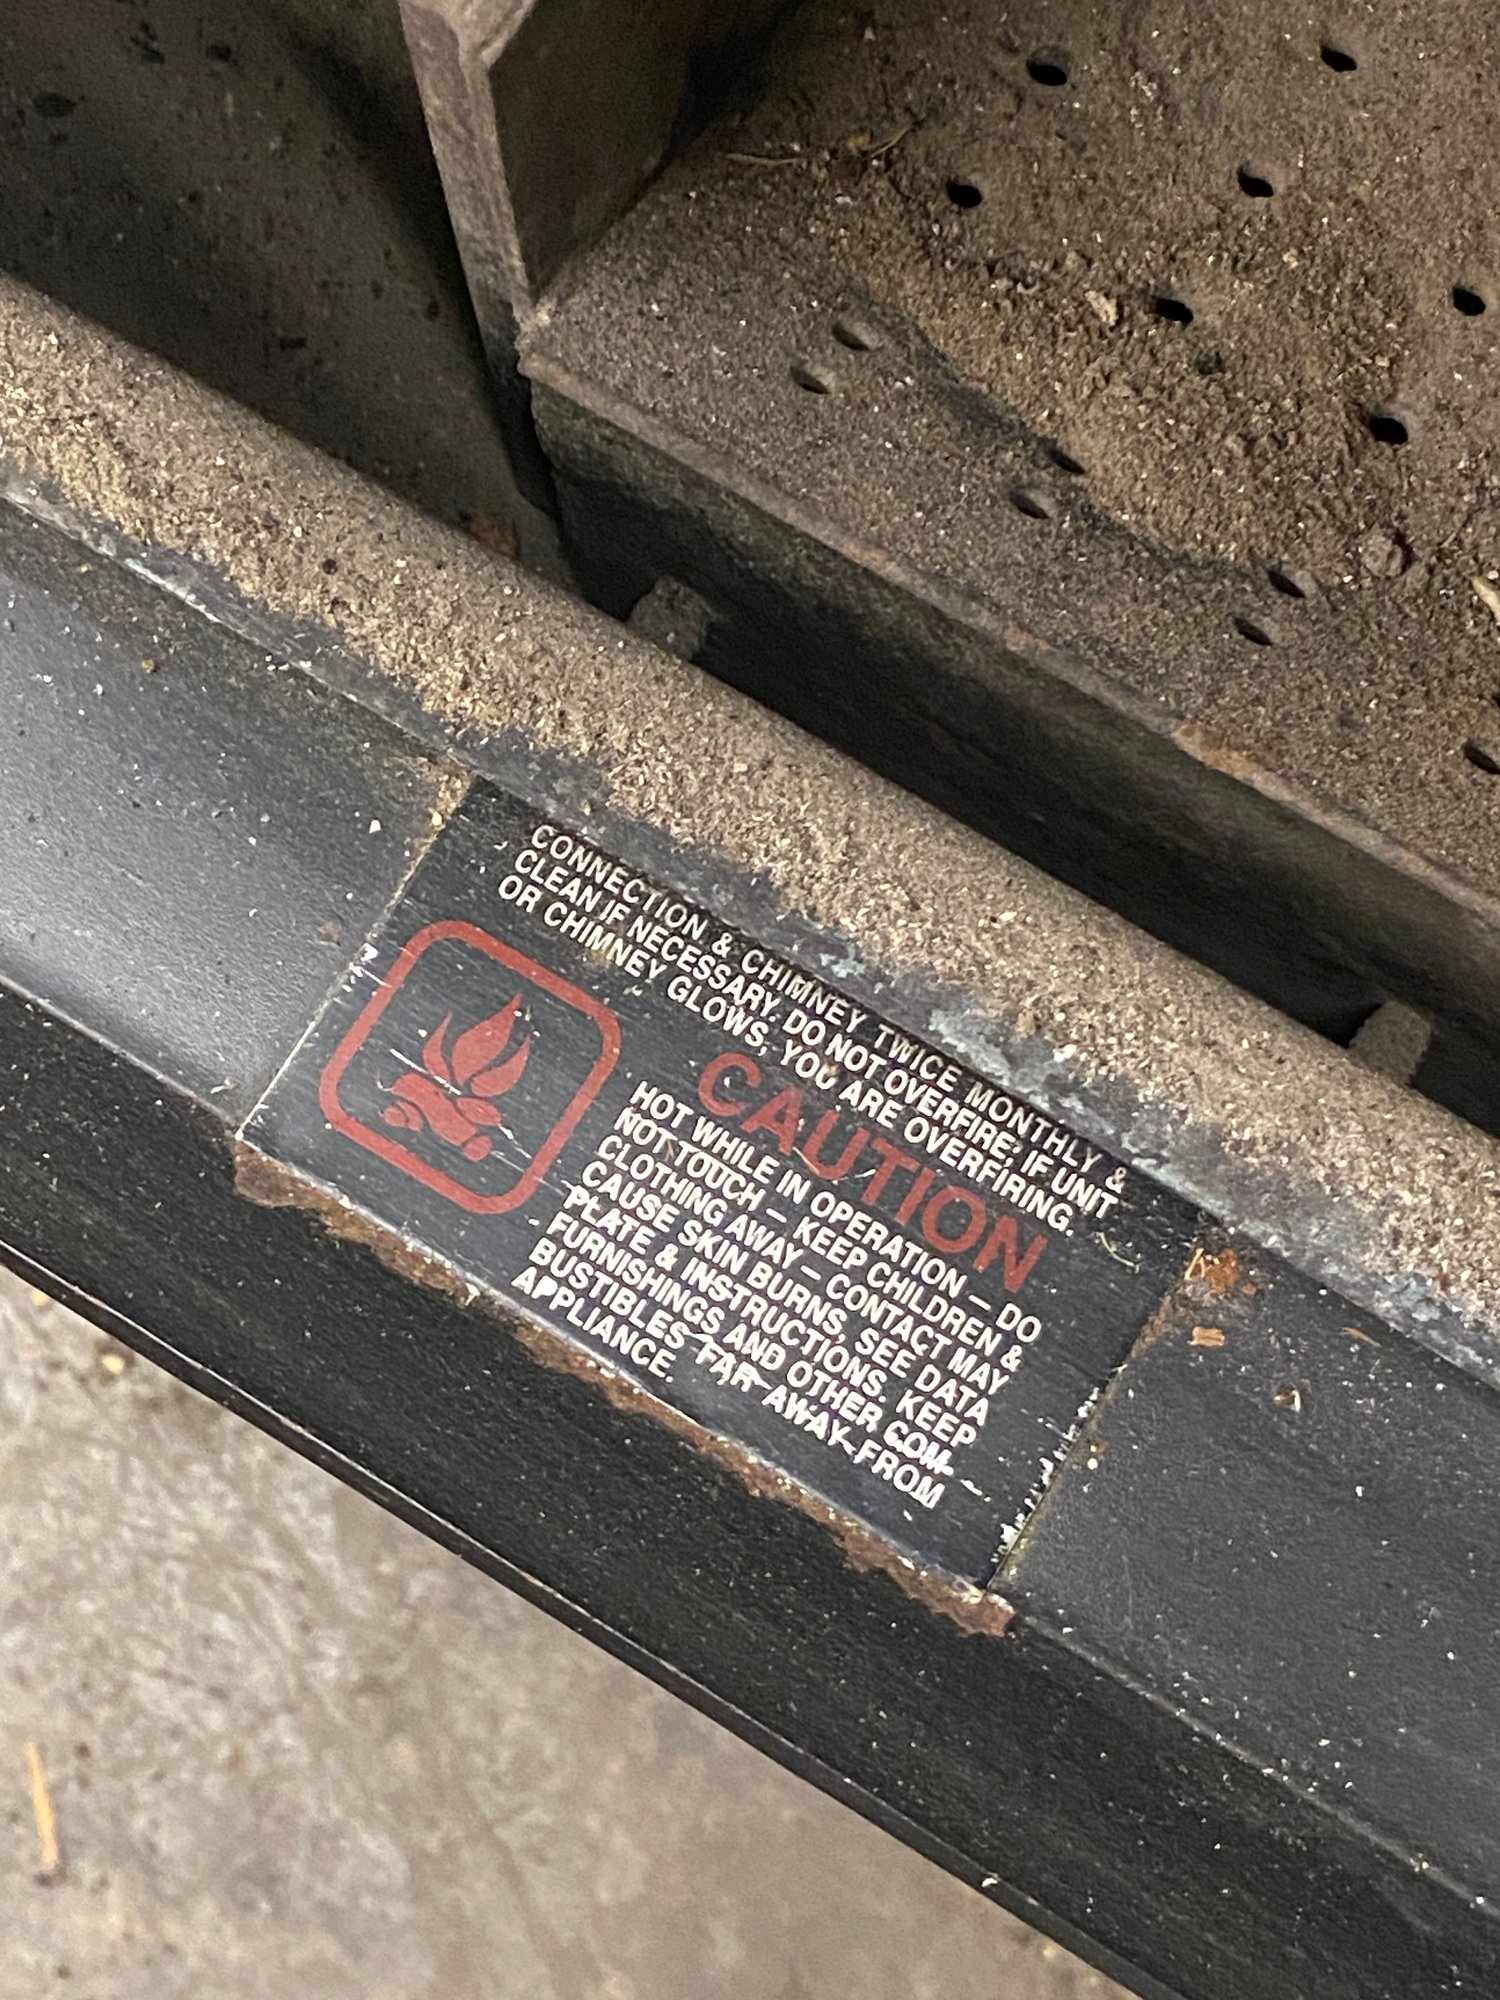 CONNECTION & CHIMNEY TWICE MONTHLY &
CLEAN IF NECESSARY. DO NOT OVERFIRE; IF UNIT
OR CHIMNEY GLOWS, YOU ARE OVERFIRING.
CAUTION
HOT WHILE IN OPERATION – DO
NOT TOUCH – KEEP CHILDREN &
CLOTHING AWAY – CONTACT MAY
CAUSE SKIN BURNS. SEE DATA
PLATE & INSTRUCTIONS. KEEP
FURNISHINGS AND OTHER COM-
BUSTIBLES FAR AWAY FROM
APPLIANCE.